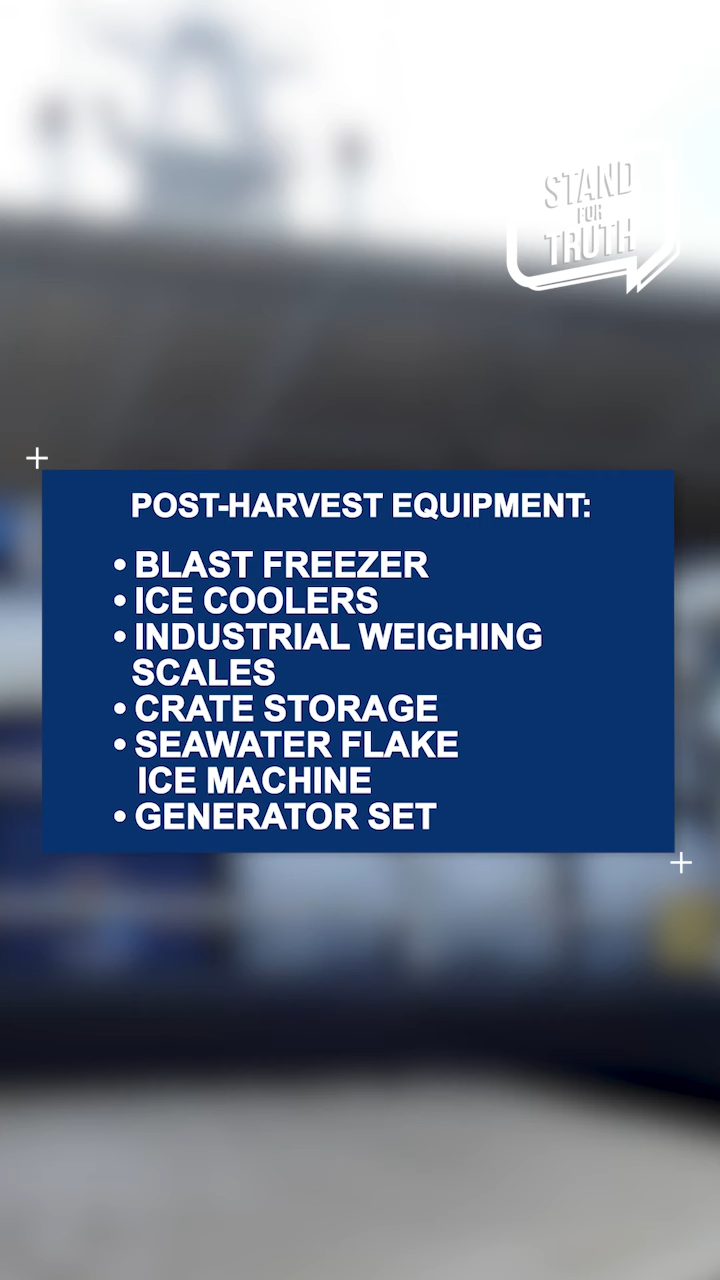 STAND
FOR
TRUTH
POST-HARVEST EQUIPMENT:
• BLAST FREEZER
• ICE COOLERS
• INDUSTRIAL WEIGHING
SCALES
• CRATE STORAGE
• SEAWATER FLAKE
ICE MACHINE
• GENERATOR SET